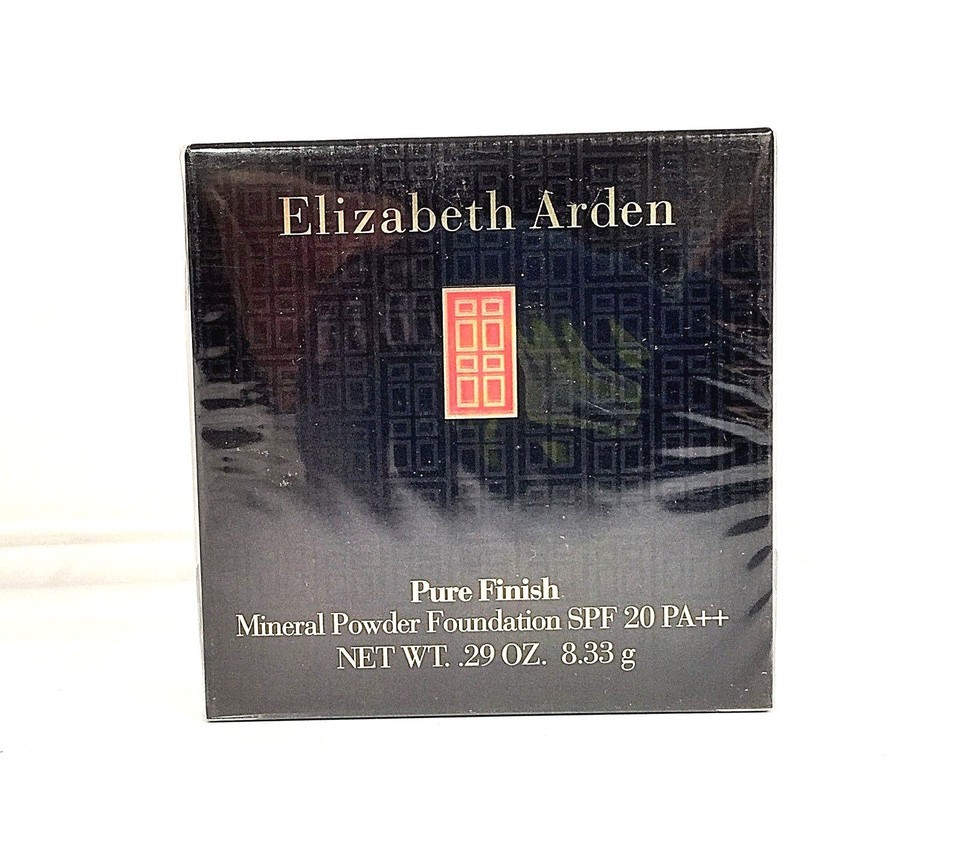 Elizabeth Arden
Pure Finish
Mineral Powder Foundation SPF 20 PA++
NET WT. .29 OZ. 8.33 g